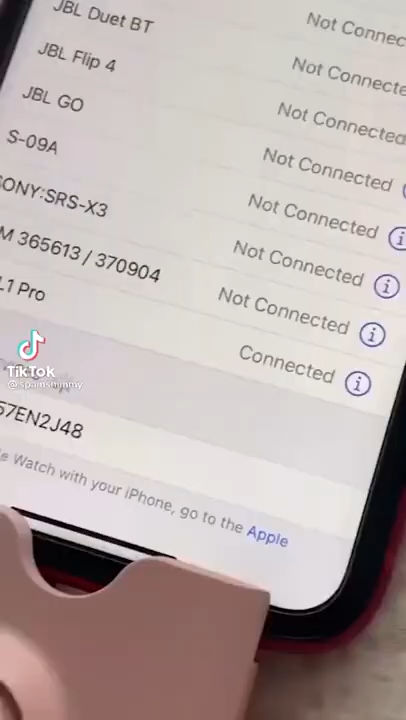 JBL Duet BT Not Connec
JBL Flip 4 Not Connecte
JBL GO Not Connected
S-09A Not Connected
SONY:SRS-X3 Not Connected
M 365613 / 370904 Not Connected
L1 Pro Not Connected
Connected
TikTok
57EN2J48
e Watch with your iPhone, go to the Apple